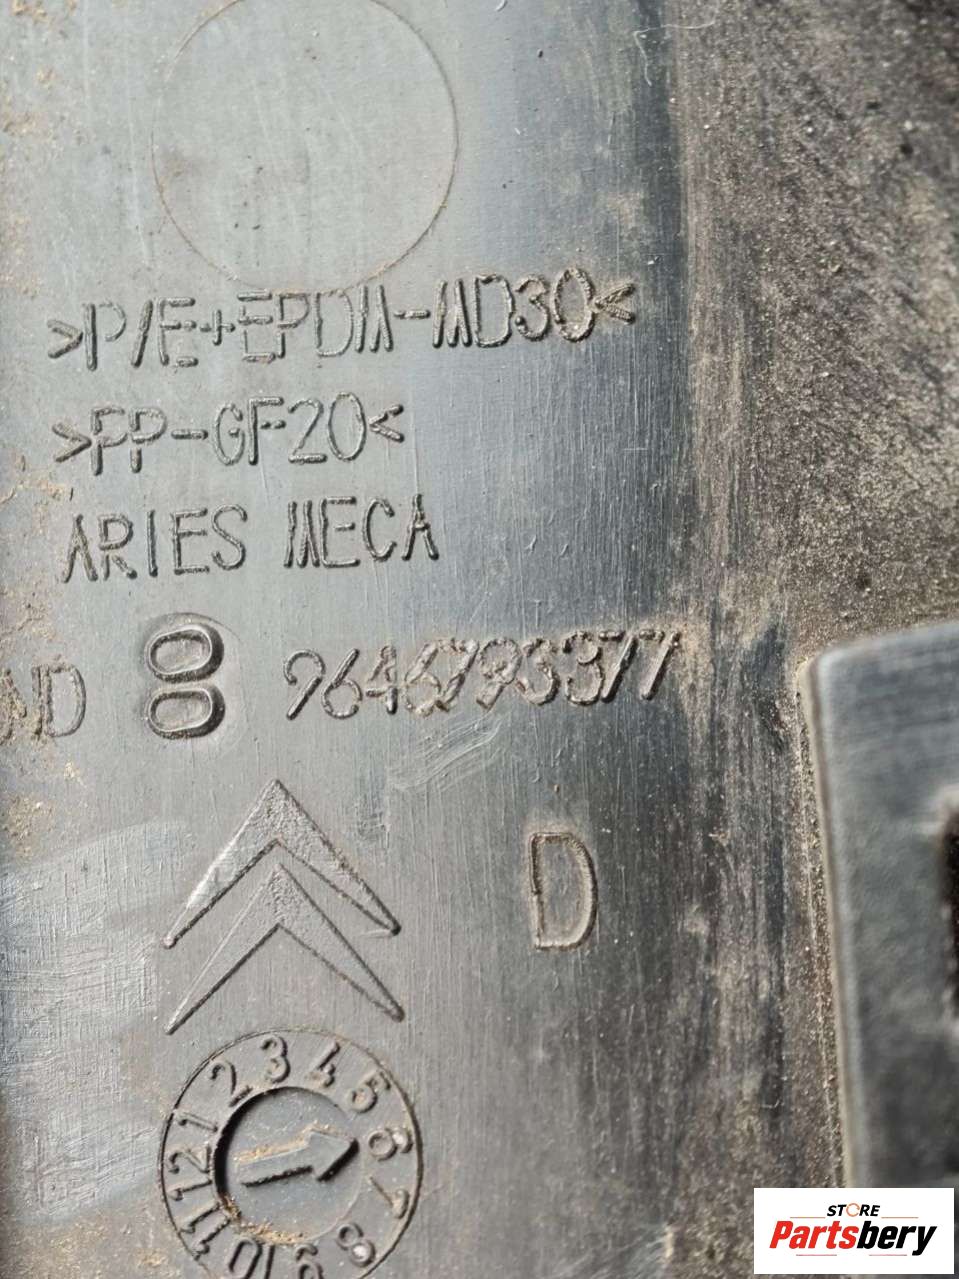 >P/E+EPDM-MD30<
>PP-GF20<
ARIES MECA
8 9646793377
D
1 2 3 4 5 6 7 8 9 10 11 12
STORE
Partsbery